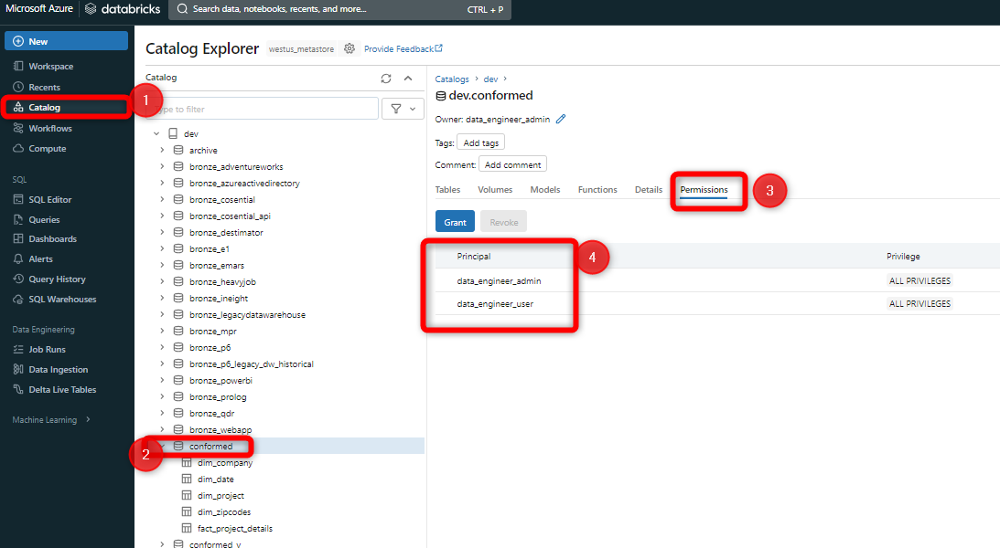 Microsoft Azure databricks Search data, notebooks, recents, and more... CTRL + P
New
Workspace
Recents
Catalog
Workflows
Compute
SQL
SQL Editor
Queries
Dashboards
Alerts
Query History
SQL Warehouses
Data Engineering
Job Runs
Data Ingestion
Delta Live Tables
Machine Learning
1
Catalog Explorer westus_metastore Provide Feedback
Catalog
to filter
dev
archive
bronze_adventureworks
bronze_azureactivedirectory
bronze_cosential
bronze_cosential_api
bronze_destimator
bronze_e1
bronze_emars
bronze_heavyjob
bronze_ineight
bronze_legacydatawarehouse
bronze_mpr
bronze_p6
bronze_p6_legacy_dw_historical
bronze_powerbi
bronze_prolog
bronze_qdr
bronze_webapp
2
conformed
dim_company
dim_date
dim_project
dim_zipcodes
fact_project_details
conformed_v
Catalogs > dev >
dev.conformed
Owner: data_engineer_admin
Tags: Add tags
Comment: Add comment
Tables Volumes Models Functions Details Permissions 3
Grant Revoke
4
Principal Privilege
data_engineer_admin ALL PRIVILEGES
data_engineer_user ALL PRIVILEGES